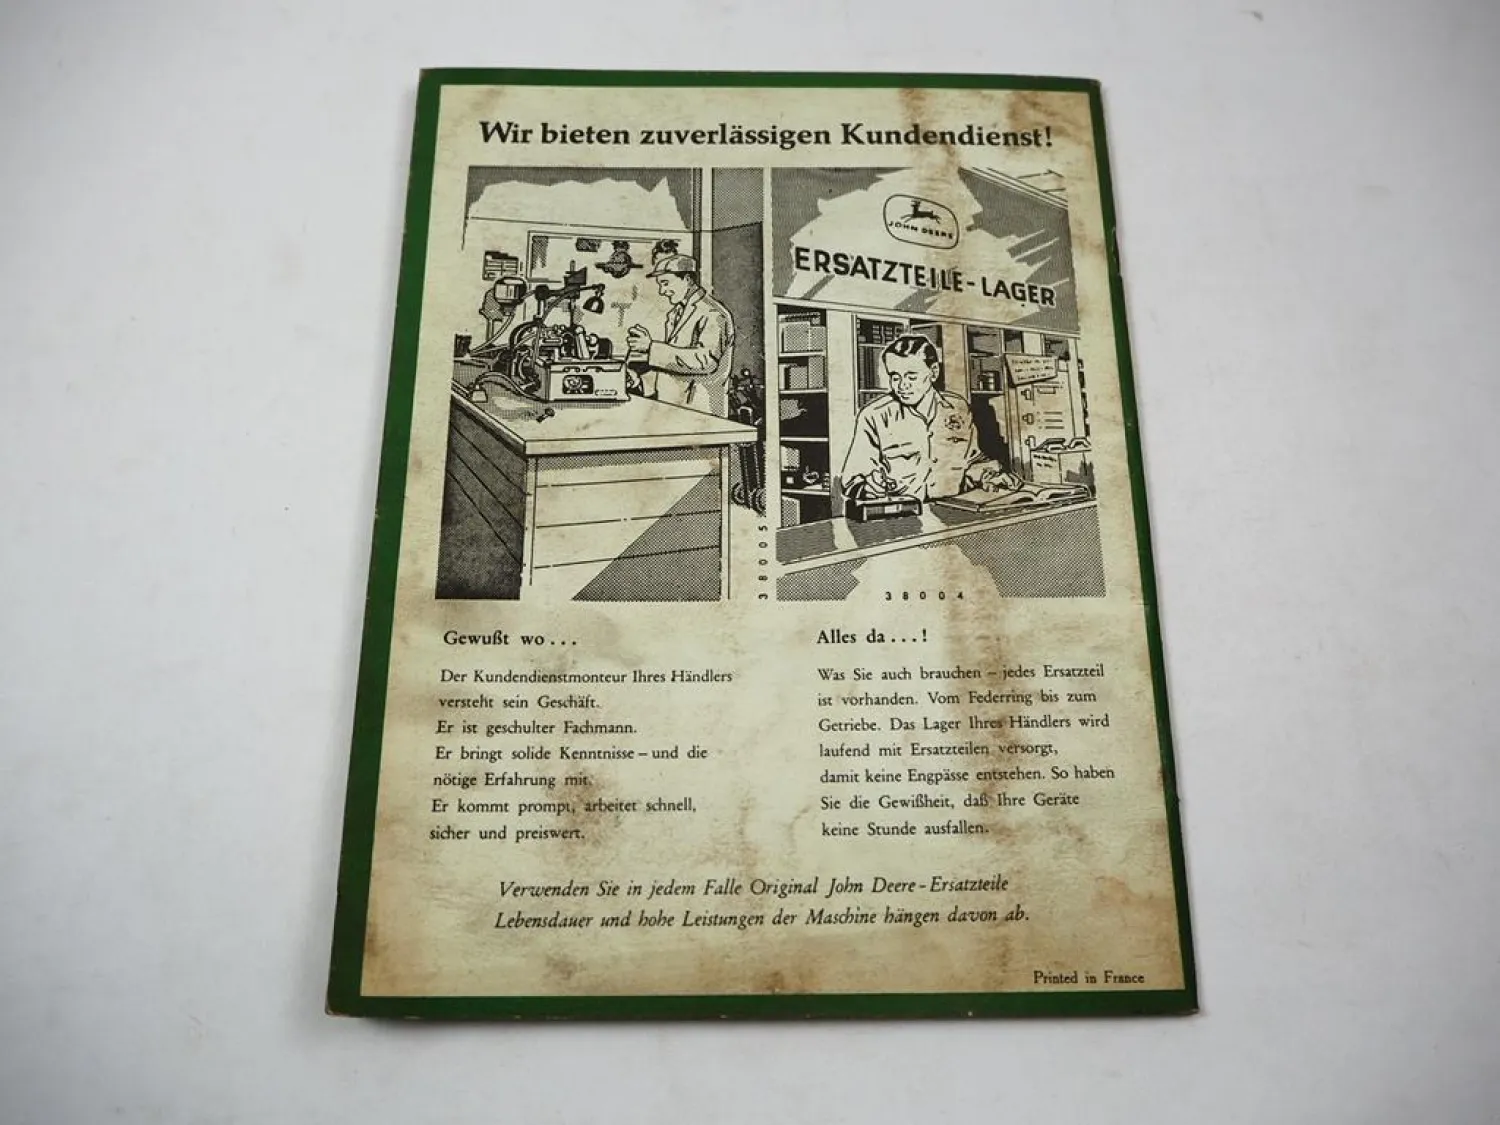 Wir bieten zuverlässigen Kundendienst!
JOHN DEERE
ERSATZTEILE-LAGER
38005
38004
Gewußt wo...
Der Kundendienstmonteur Ihres Händlers
versteht sein Geschäft.
Er ist geschulter Fachmann.
Er bringt solide Kenntnisse – und die
nötige Erfahrung mit.
Er kommt prompt, arbeitet schnell,
sicher und preiswert.
Alles da...!
Was Sie auch brauchen – jedes Ersatzteil
ist vorhanden. Vom Federring bis zum
Getriebe. Das Lager Ihres Händlers wird
laufend mit Ersatzteilen versorgt,
damit keine Engpässe entstehen. So haben
Sie die Gewißheit, daß Ihre Geräte
keine Stunde ausfallen.
Verwenden Sie in jedem Falle Original John Deere-Ersatzteile
Lebensdauer und hohe Leistungen der Maschine hängen davon ab.
Printed in France